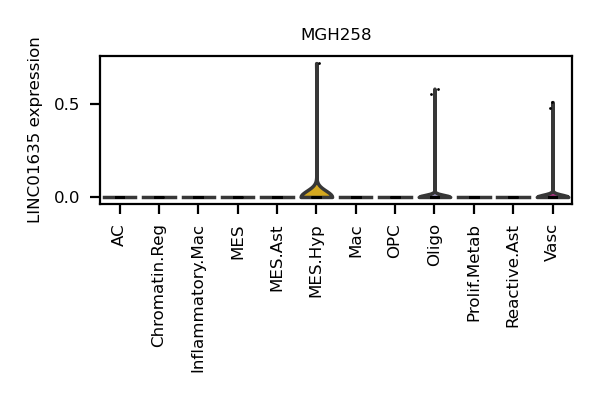 MGH258
LINC01635 expression
0.5
0.0
AC
Chromatin.Reg
Inflammatory.Mac
MES
MES.Ast
MES.Hyp
Mac
OPC
Oligo
Prolif.Metab
Reactive.Ast
Vasc